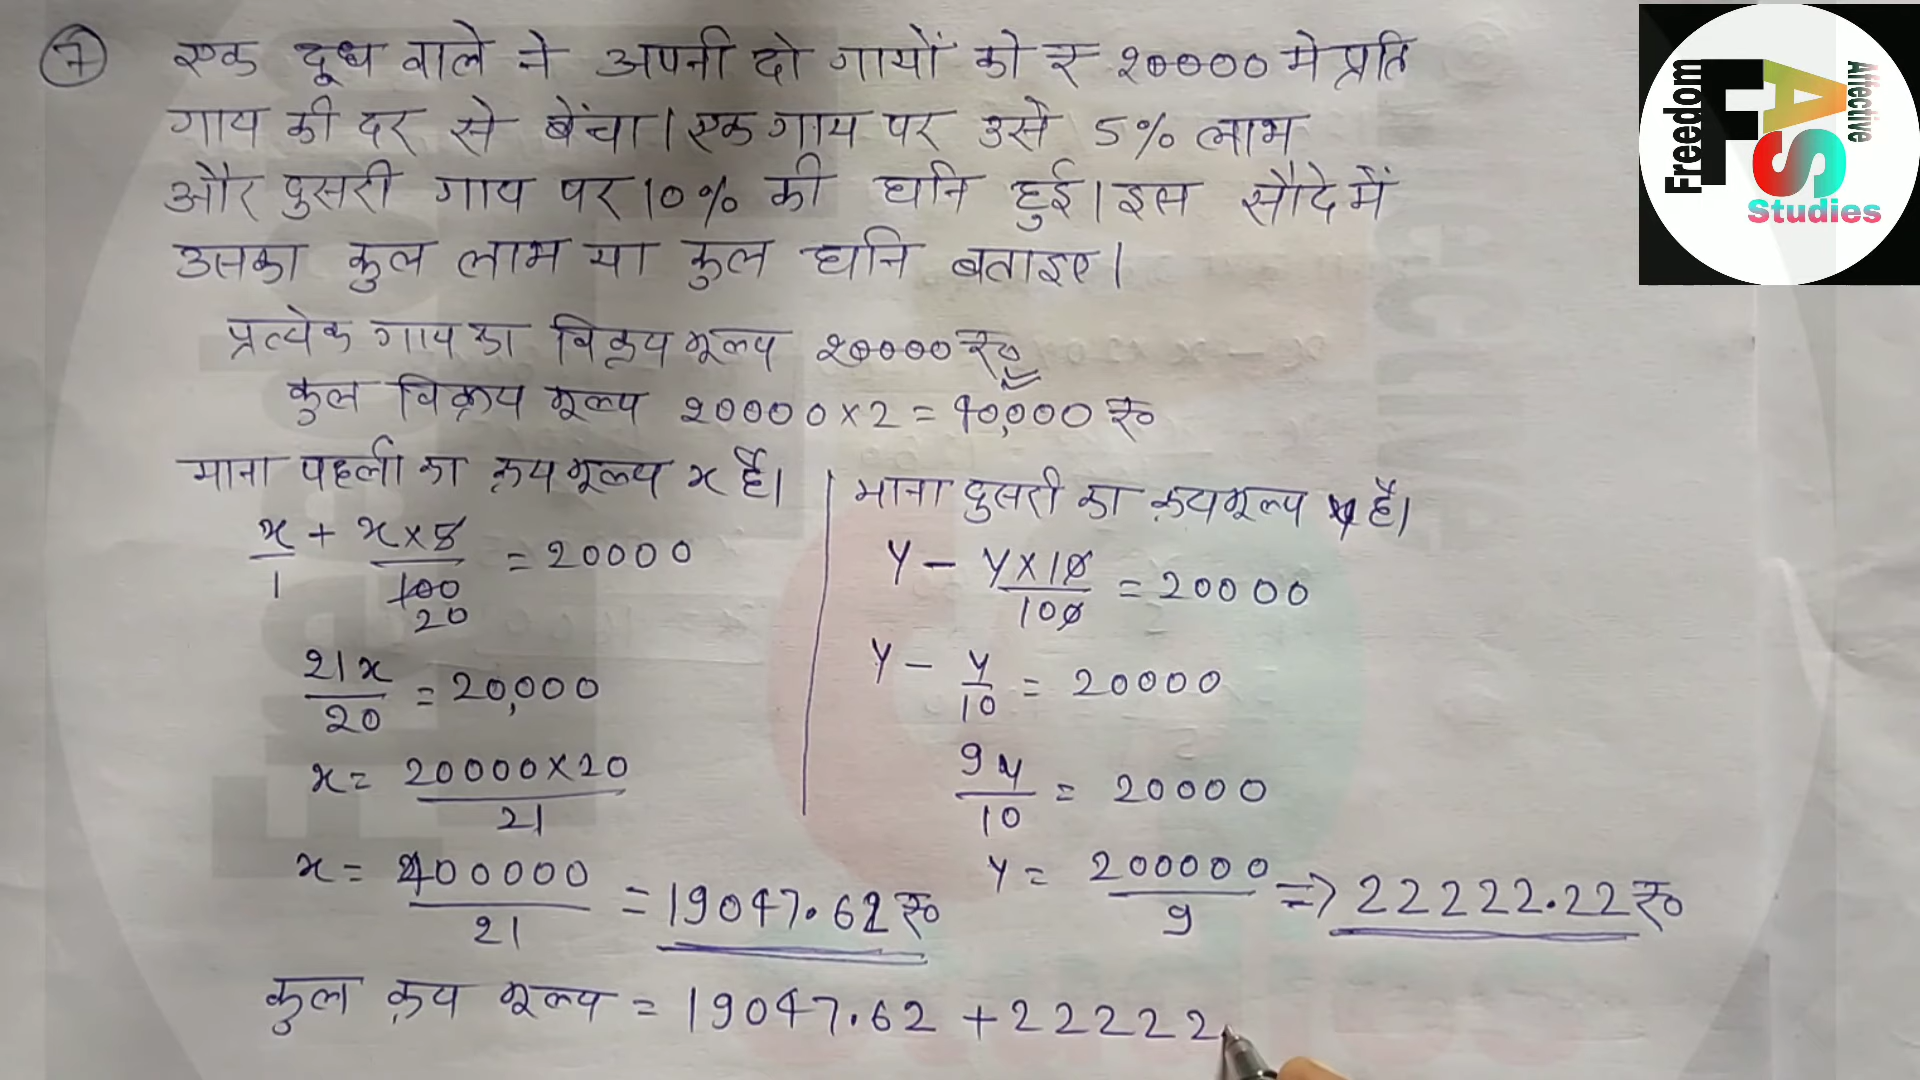 7 एक दूध वाले ने अपनी दो गायों को ₹ 20000 मे प्रति
गाय की दर से बेंचा। एक गाय पर उसे 5% लाभ
और दुसरी गाय पर 10% की घनि हुई। इस सौदे में
उसका कुल लाभ या कुल घनि बताइए।
प्रत्येक गाय का विक्रय मूल्य 20000 रु०
कुल विक्रय मूल्य 20000 × 2 = 40,000 रु०
माना पहली का क्रय मूल्य x है।
x/1 + x×5/100 = 20000
20
21x/20 = 20,000
x = 20000×20/21
x = 400000/21 = 19047.62 रु०
माना दुसरी का क्रयमूल्य y है।
y − y×10/100 = 20000
y − y/10 = 20000
9y/10 = 20000
y = 200000/9 => 22222.22 रु०
कुल क्रय मूल्य = 19047.62 + 22222
Freedom
FAS
Affective
Studies